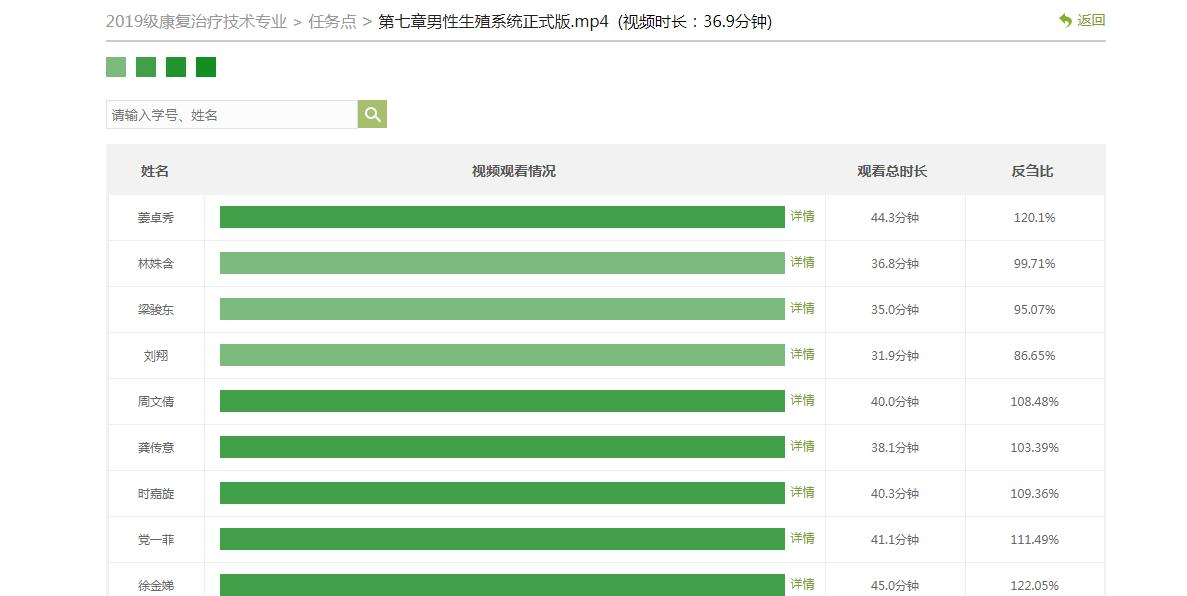 2019级康复治疗技术专业 > 任务点 > 第七章男性生殖系统正式版.mp4 (视频时长：36.9分钟) 返回
请输入学号、姓名
姓名 视频观看情况 观看总时长 反刍比
姜卓秀 详情 44.3分钟 120.1%
林姝含 详情 36.8分钟 99.71%
梁骏东 详情 35.0分钟 95.07%
刘翔 详情 31.9分钟 86.65%
周文倩 详情 40.0分钟 108.48%
龚传意 详情 38.1分钟 103.39%
时嘉旋 详情 40.3分钟 109.36%
党一菲 详情 41.1分钟 111.49%
徐金娣 详情 45.0分钟 122.05%